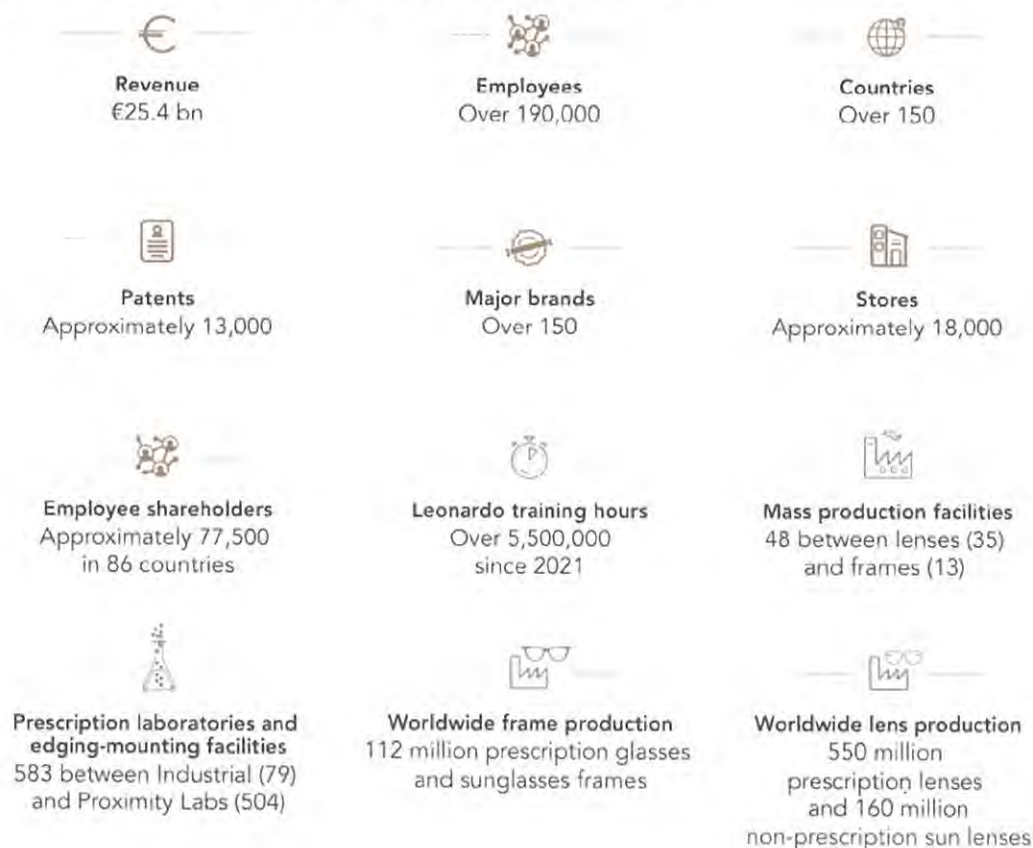 Revenue
€25.4 bn
Employees
Over 190,000
Countries
Over 150
Patents
Approximately 13,000
Major brands
Over 150
Stores
Approximately 18,000
Employee shareholders
Approximately 77,500
in 86 countries
Leonardo training hours
Over 5,500,000
since 2021
Mass production facilities
48 between lenses (35)
and frames (13)
Prescription laboratories and
edging-mounting facilities
583 between Industrial (79)
and Proximity Labs (504)
Worldwide frame production
112 million prescription glasses
and sunglasses frames
Worldwide lens production
550 million
prescription lenses
and 160 million
non-prescription sun lenses